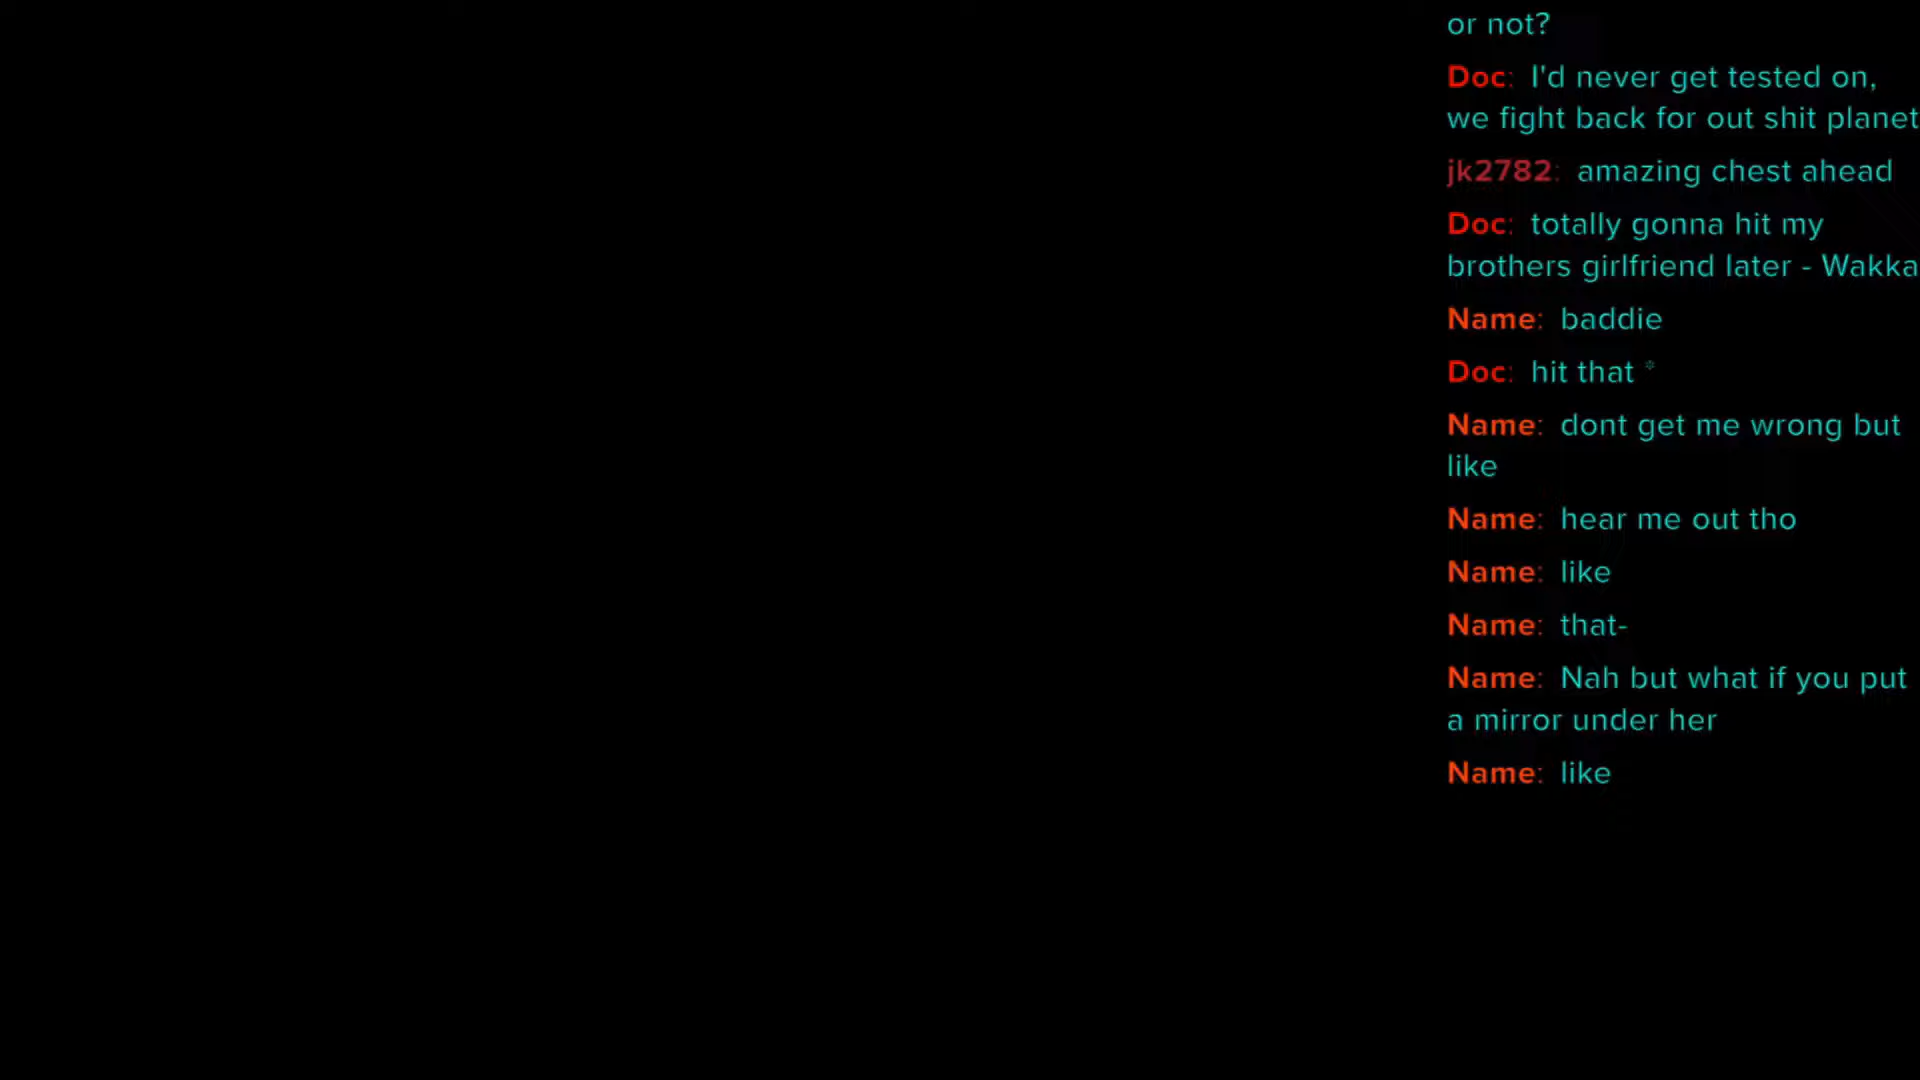 or not?
Doc: I'd never get tested on,
we fight back for out shit planet
jk2782: amazing chest ahead
Doc: totally gonna hit my
brothers girlfriend later - Wakka
Name: baddie
Doc: hit that *
Name: dont get me wrong but
like
Name: hear me out tho
Name: like
Name: that-
Name: Nah but what if you put
a mirror under her
Name: like